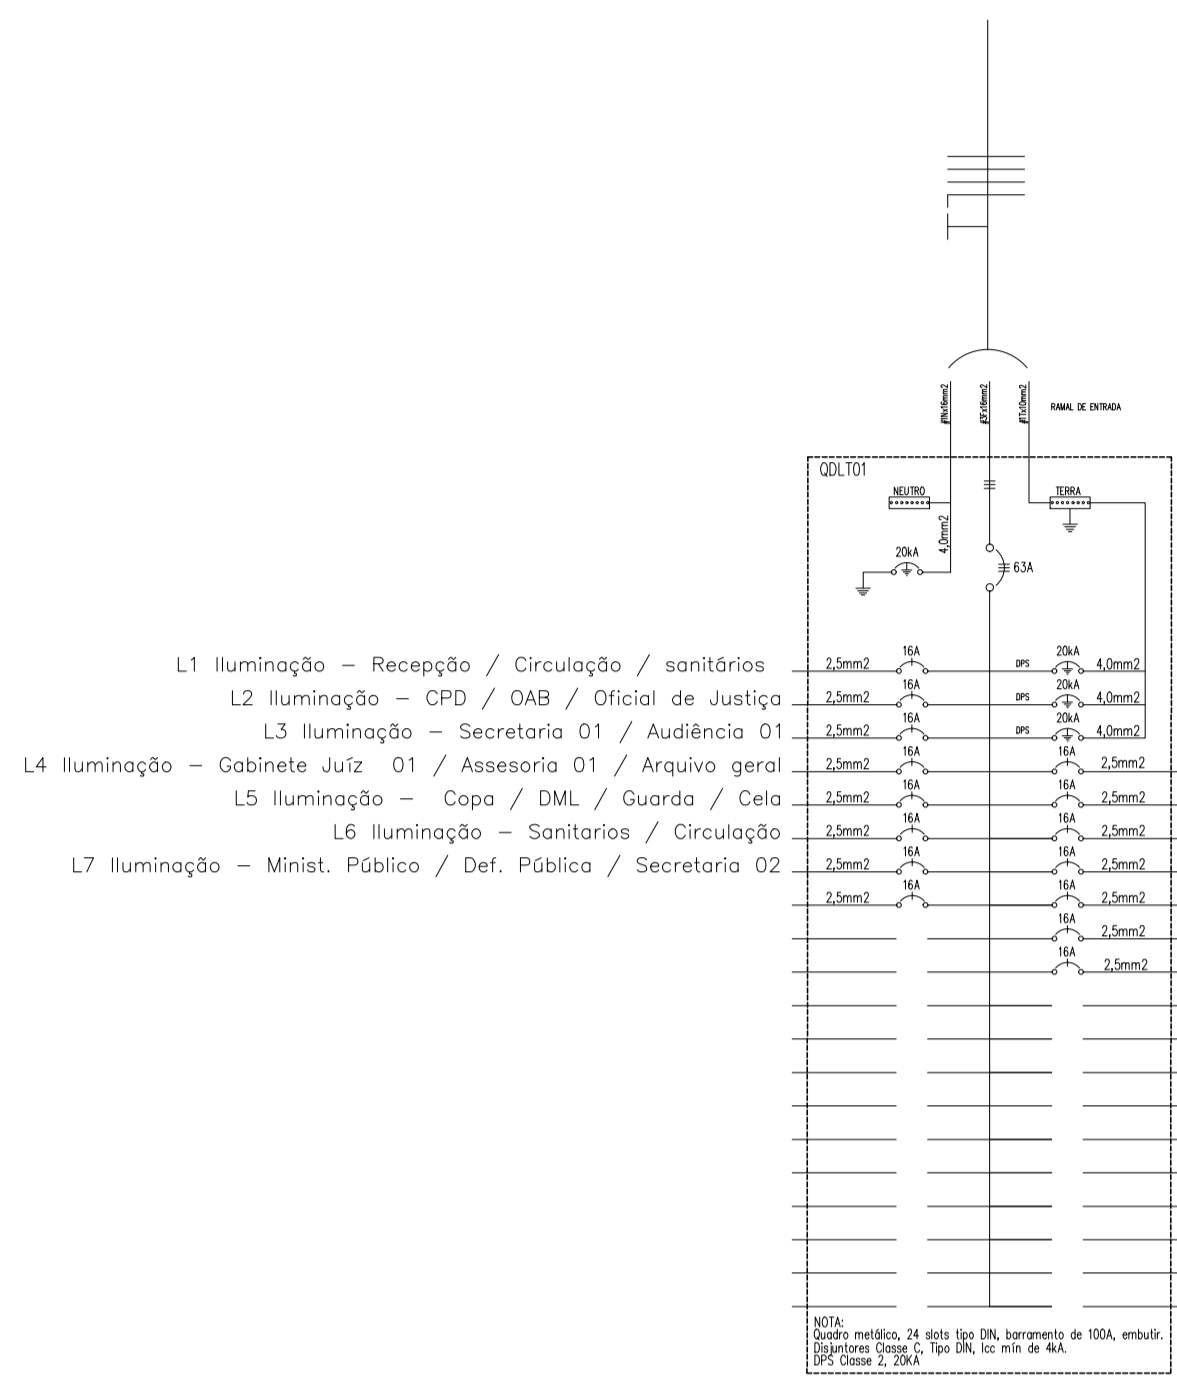 #1Nx16mm2
#3Fx16mm2
#1Tx10mm2
RAMAL DE ENTRADA
QDLT01
NEUTRO
TERRA
4,0mm2
20kA
63A
L1 Iluminação - Recepção / Circulação / sanitários
2,5mm2
16A
DPS
20kA
4,0mm2
L2 Iluminação - CPD / OAB / Oficial de Justiça
2,5mm2
16A
DPS
20kA
4,0mm2
L3 Iluminação - Secretaria 01 / Audiência 01
2,5mm2
16A
DPS
20kA
4,0mm2
L4 Iluminação - Gabinete Juíz 01 / Assesoria 01 / Arquivo geral
2,5mm2
16A
16A
2,5mm2
L5 Iluminação - Copa / DML / Guarda / Cela
2,5mm2
16A
16A
2,5mm2
L6 Iluminação - Sanitarios / Circulação
2,5mm2
16A
16A
2,5mm2
L7 Iluminação - Minist. Público / Def. Pública / Secretaria 02
2,5mm2
16A
16A
2,5mm2
2,5mm2
16A
16A
2,5mm2
16A
2,5mm2
16A
2,5mm2
NOTA:
Quadro metálico, 24 slots tipo DIN, barramento de 100A, embutir.
Disjuntores Classe C, Tipo DIN, Icc mín de 4kA.
DPS Classe 2, 20KA